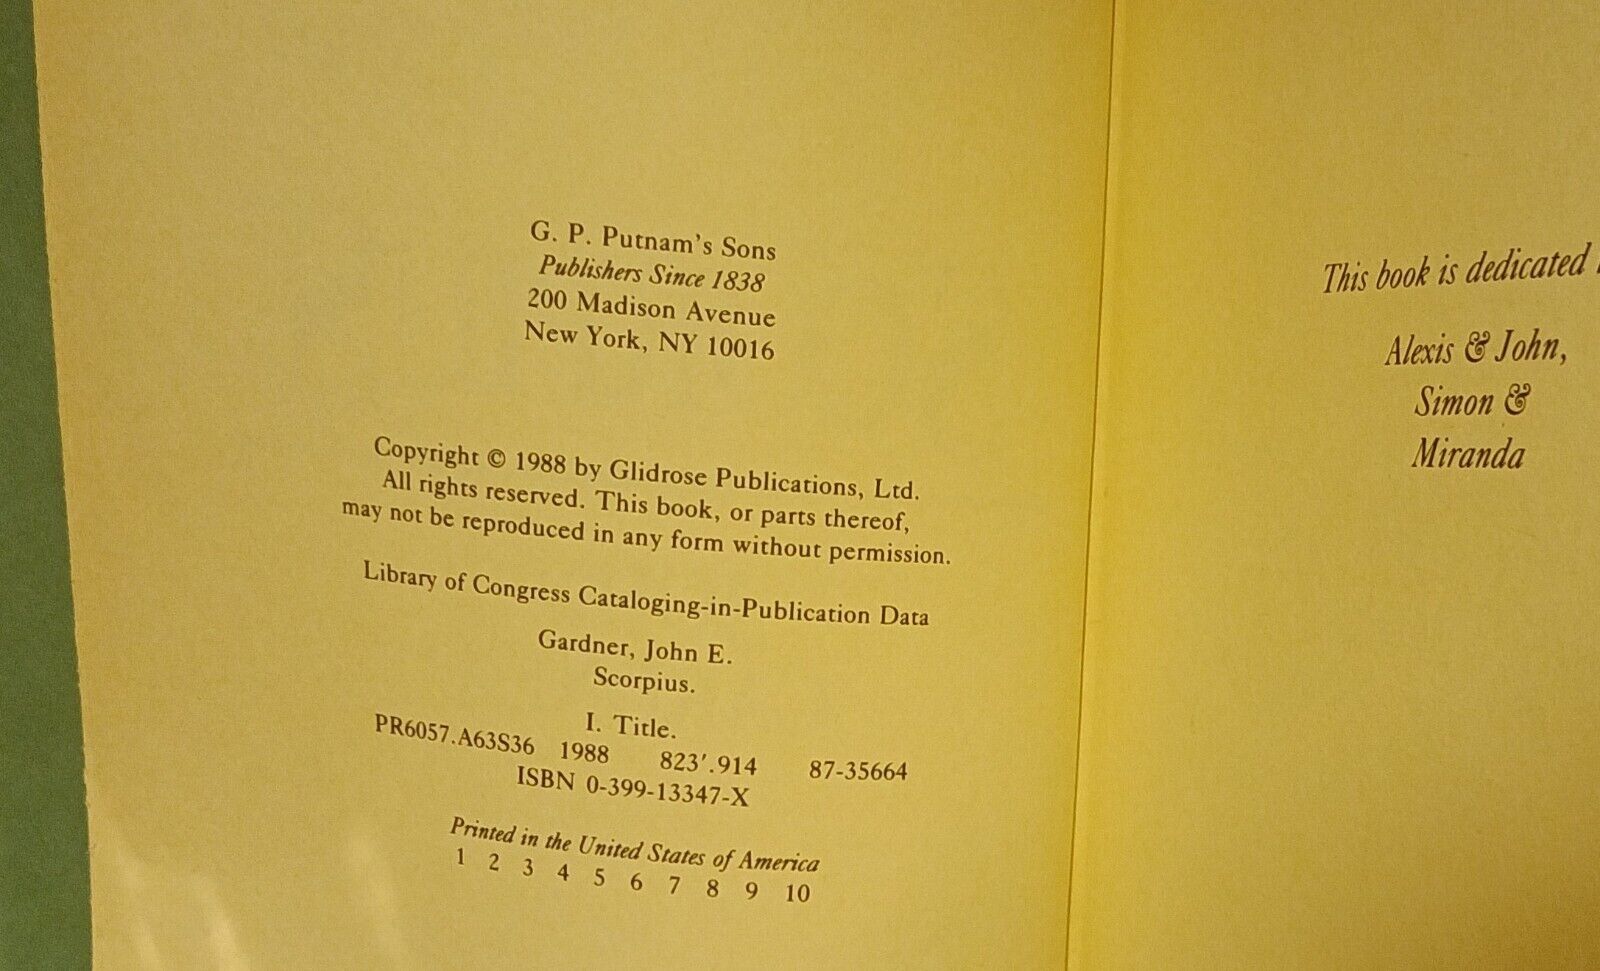 G. P. Putnam's Sons
Publishers Since 1838
200 Madison Avenue
New York, NY 10016
Copyright © 1988 by Glidrose Publications, Ltd.
All rights reserved. This book, or parts thereof,
may not be reproduced in any form without permission.
Library of Congress Cataloging-in-Publication Data
Gardner, John E.
Scorpius.
I. Title.
PR6057.A63S36 1988 823'.914 87-35664
ISBN 0-399-13347-X
Printed in the United States of America
1 2 3 4 5 6 7 8 9 10
This book is dedicated
Alexis & John,
Simon &
Miranda